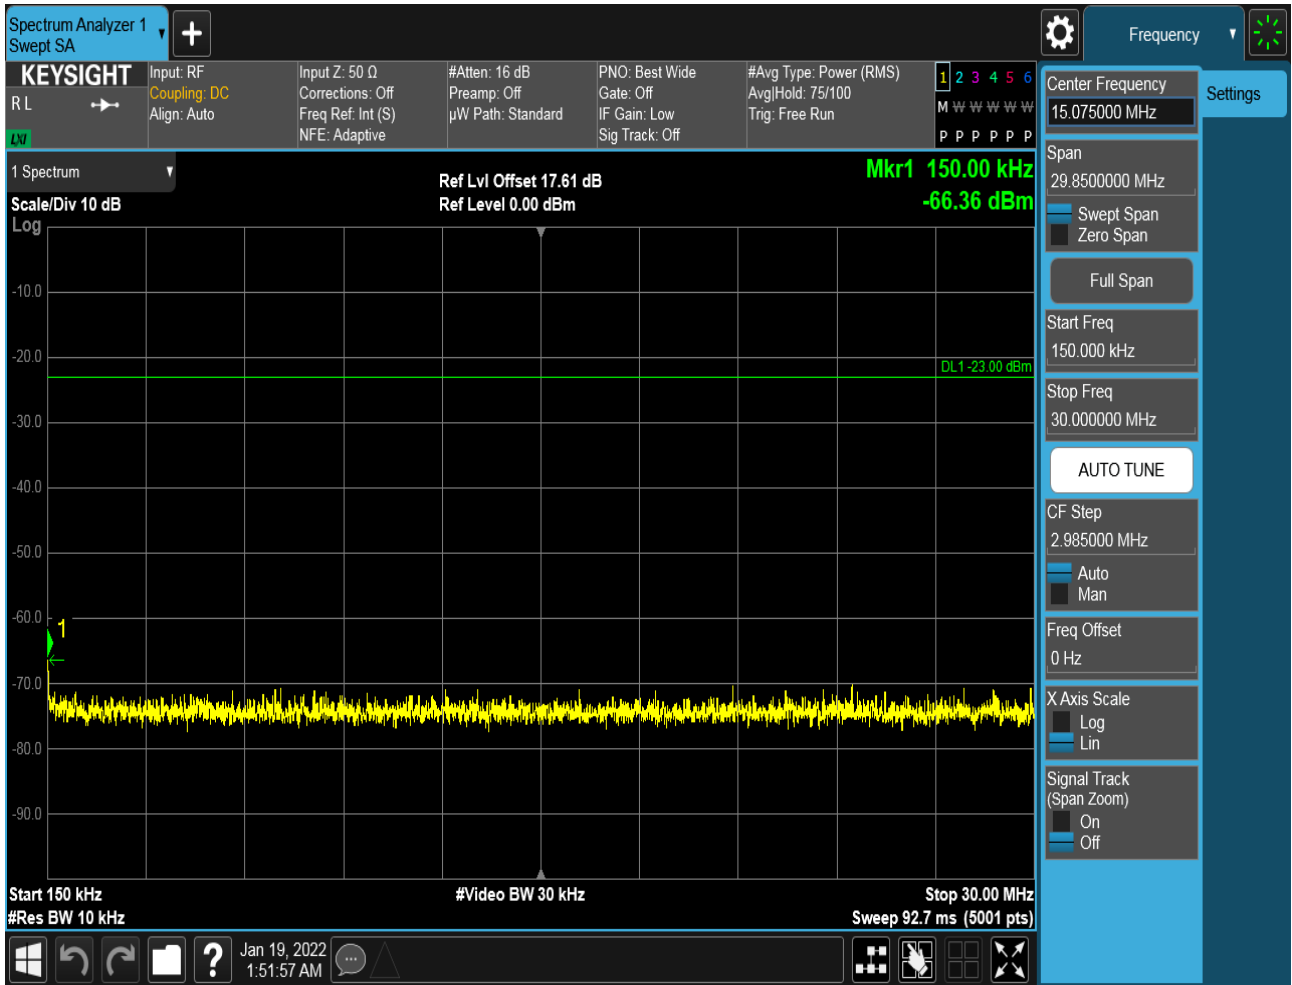 Spectrum Analyzer 1
Swept SA
Frequency
KEYSIGHT
R L
LXI
Input: RF
Coupling: DC
Align: Auto
Input Z: 50 Ω
Corrections: Off
Freq Ref: Int (S)
NFE: Adaptive
#Atten: 16 dB
Preamp: Off
µW Path: Standard
PNO: Best Wide
Gate: Off
IF Gain: Low
Sig Track: Off
#Avg Type: Power (RMS)
Avg|Hold: 75/100
Trig: Free Run
1 2 3 4 5 6
M W W W W W
P P P P P P
1 Spectrum
Scale/Div 10 dB
Log
Ref Lvl Offset 17.61 dB
Ref Level 0.00 dBm
Mkr1 150.00 kHz
-66.36 dBm
-10.0
-20.0
DL1 -23.00 dBm
-30.0
-40.0
-50.0
-60.0
1
-70.0
-80.0
-90.0
Start 150 kHz
#Video BW 30 kHz
Stop 30.00 MHz
#Res BW 10 kHz
Sweep 92.7 ms (5001 pts)
?
Jan 19, 2022
1:51:57 AM
Center Frequency
15.075000 MHz
Settings
Span
29.8500000 MHz
Swept Span
Zero Span
Full Span
Start Freq
150.000 kHz
Stop Freq
30.000000 MHz
AUTO TUNE
CF Step
2.985000 MHz
Auto
Man
Freq Offset
0 Hz
X Axis Scale
Log
Lin
Signal Track
(Span Zoom)
On
Off